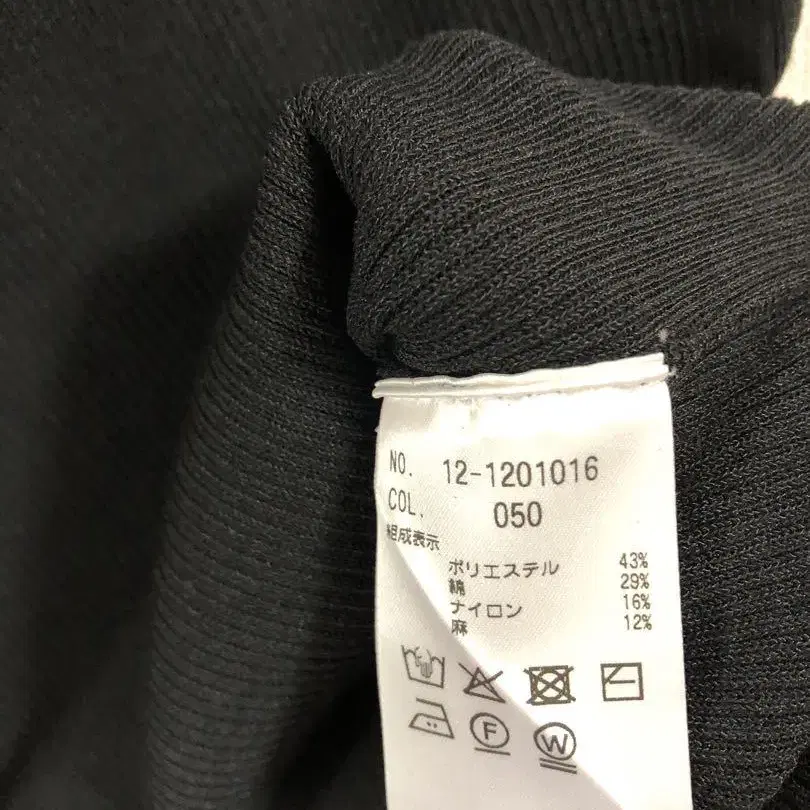 NO. 12-1201016
COL. 050
組成表示
ポリエステル 43%
綿 29%
ナイロン 16%
麻 12%
F W